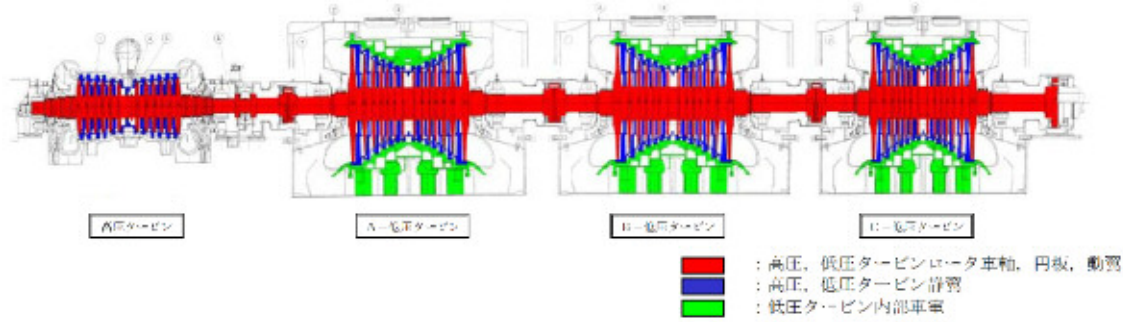 高圧タービン
A－低圧タービン
B－低圧タービン
C－低圧タービン
：高圧，低圧タービンロータ車軸，円板，動翼
：高圧，低圧タービン静翼
：低圧タービン内部車室